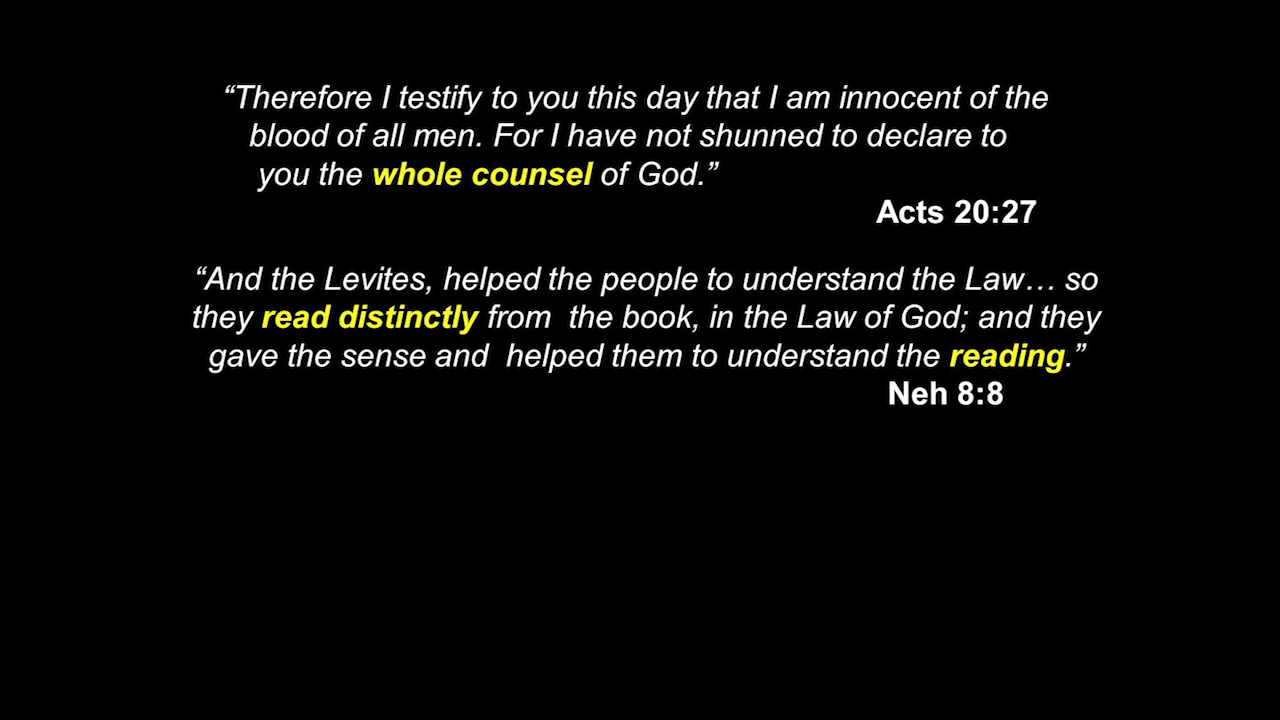 “Therefore I testify to you this day that I am innocent of the
blood of all men. For I have not shunned to declare to
you the whole counsel of God.”
Acts 20:27
“And the Levites, helped the people to understand the Law… so
they read distinctly from  the book, in the Law of God; and they
gave the sense and  helped them to understand the reading.”
Neh 8:8